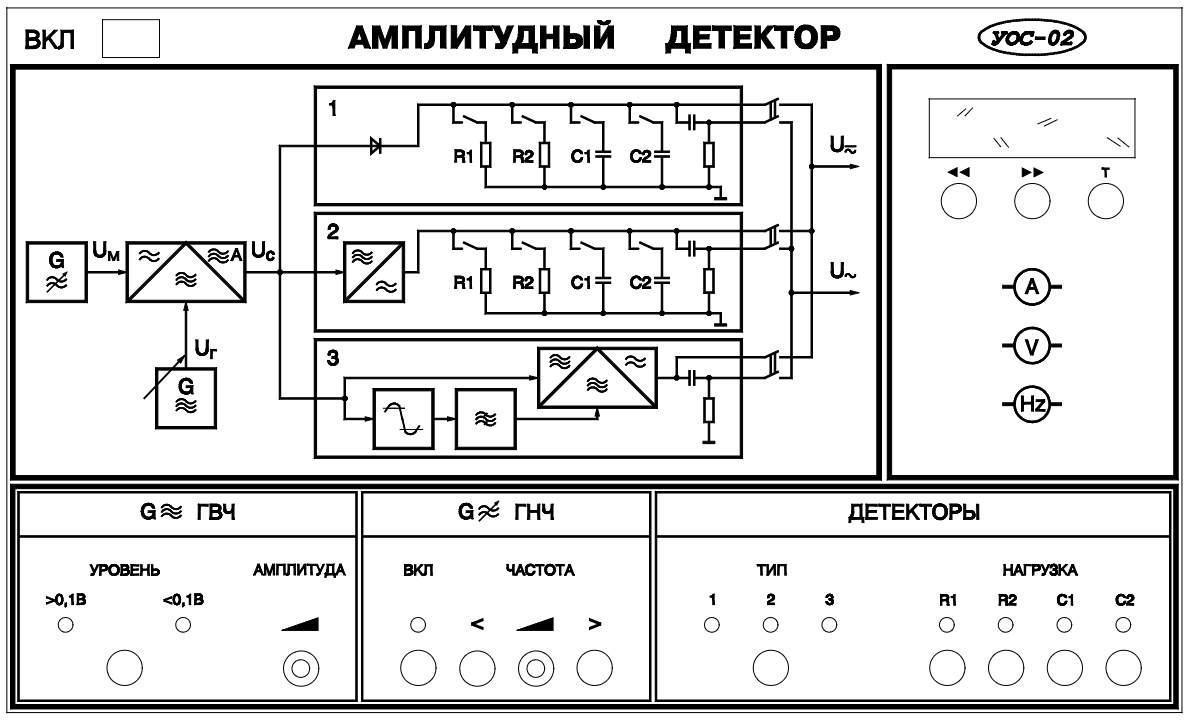 ВКЛ
АМПЛИТУДНЫЙ ДЕТЕКТОР
УОС-02
1
R1 R2 C1 C2
U≂
T
2
G Uм A Uс
R1 R2 C1 C2
U~
A
3
Uг
V
G
Hz
G ГВЧ
G ГНЧ
ДЕТЕКТОРЫ
УРОВЕНЬ АМПЛИТУДА
ВКЛ ЧАСТОТА
ТИП НАГРУЗКА
>0,1В <0,1В
< >
1 2 3
R1 R2 C1 C2